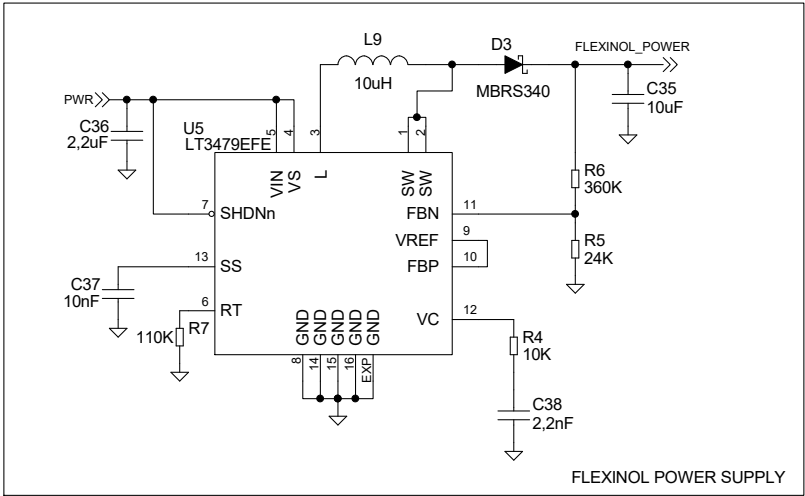 L9
10uH
D3
MBRS340
FLEXINOL_POWER
C35
10uF
PWR
C36
2,2uF
U5
LT3479EFE
5
4
3
1
2
VIN
VS
L
SW
SW
7
SHDNn
FBN
11
R6
360K
VREF
9
FBP
10
R5
24K
13
SS
C37
10nF
6
RT
110K
R7
VC
12
R4
10K
GND
GND
GND
GND
GND
8
14
15
16
EXP
C38
2,2nF
FLEXINOL POWER SUPPLY